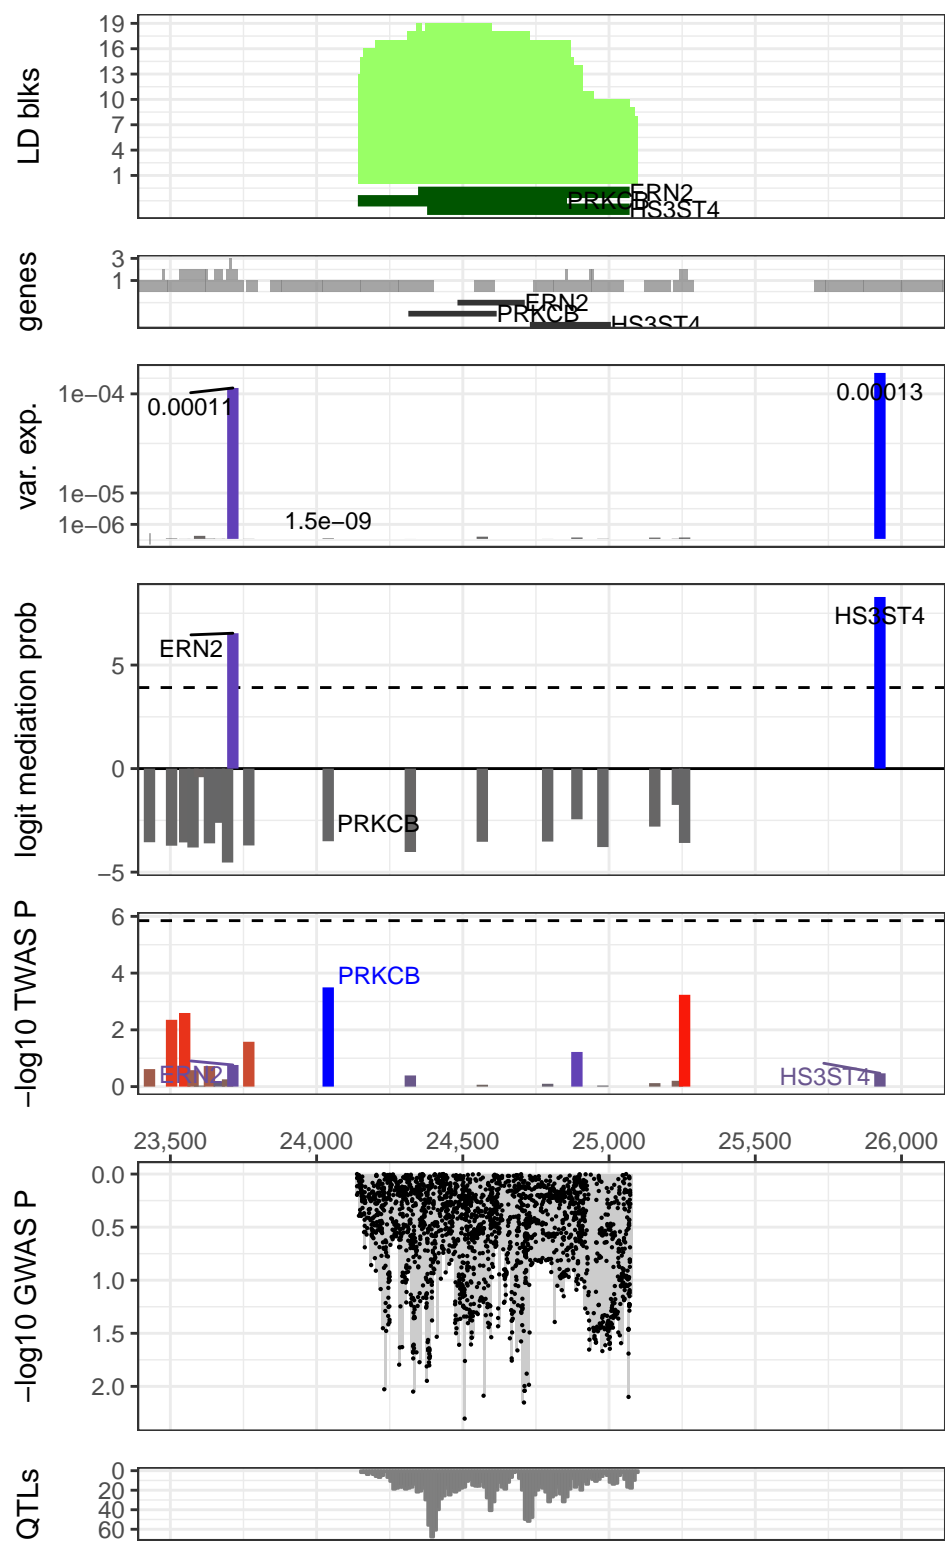 LD blks
19
16
13
10
7
4
1
ERN2
PRKCB
HS3ST4
genes
3
1
ERN2
PRKCB
HS3ST4
var. exp.
1e−04
1e−05
1e−06
0.00011
1.5e−09
0.00013
logit mediation prob
5
0
−5
ERN2
PRKCB
HS3ST4
−log10 TWAS P
6
4
2
0
PRKCB
ERN2
HS3ST4
23,500 24,000 24,500 25,000 25,500 26,000
−log10 GWAS P
0.0
0.5
1.0
1.5
2.0
QTLs
0
20
40
60